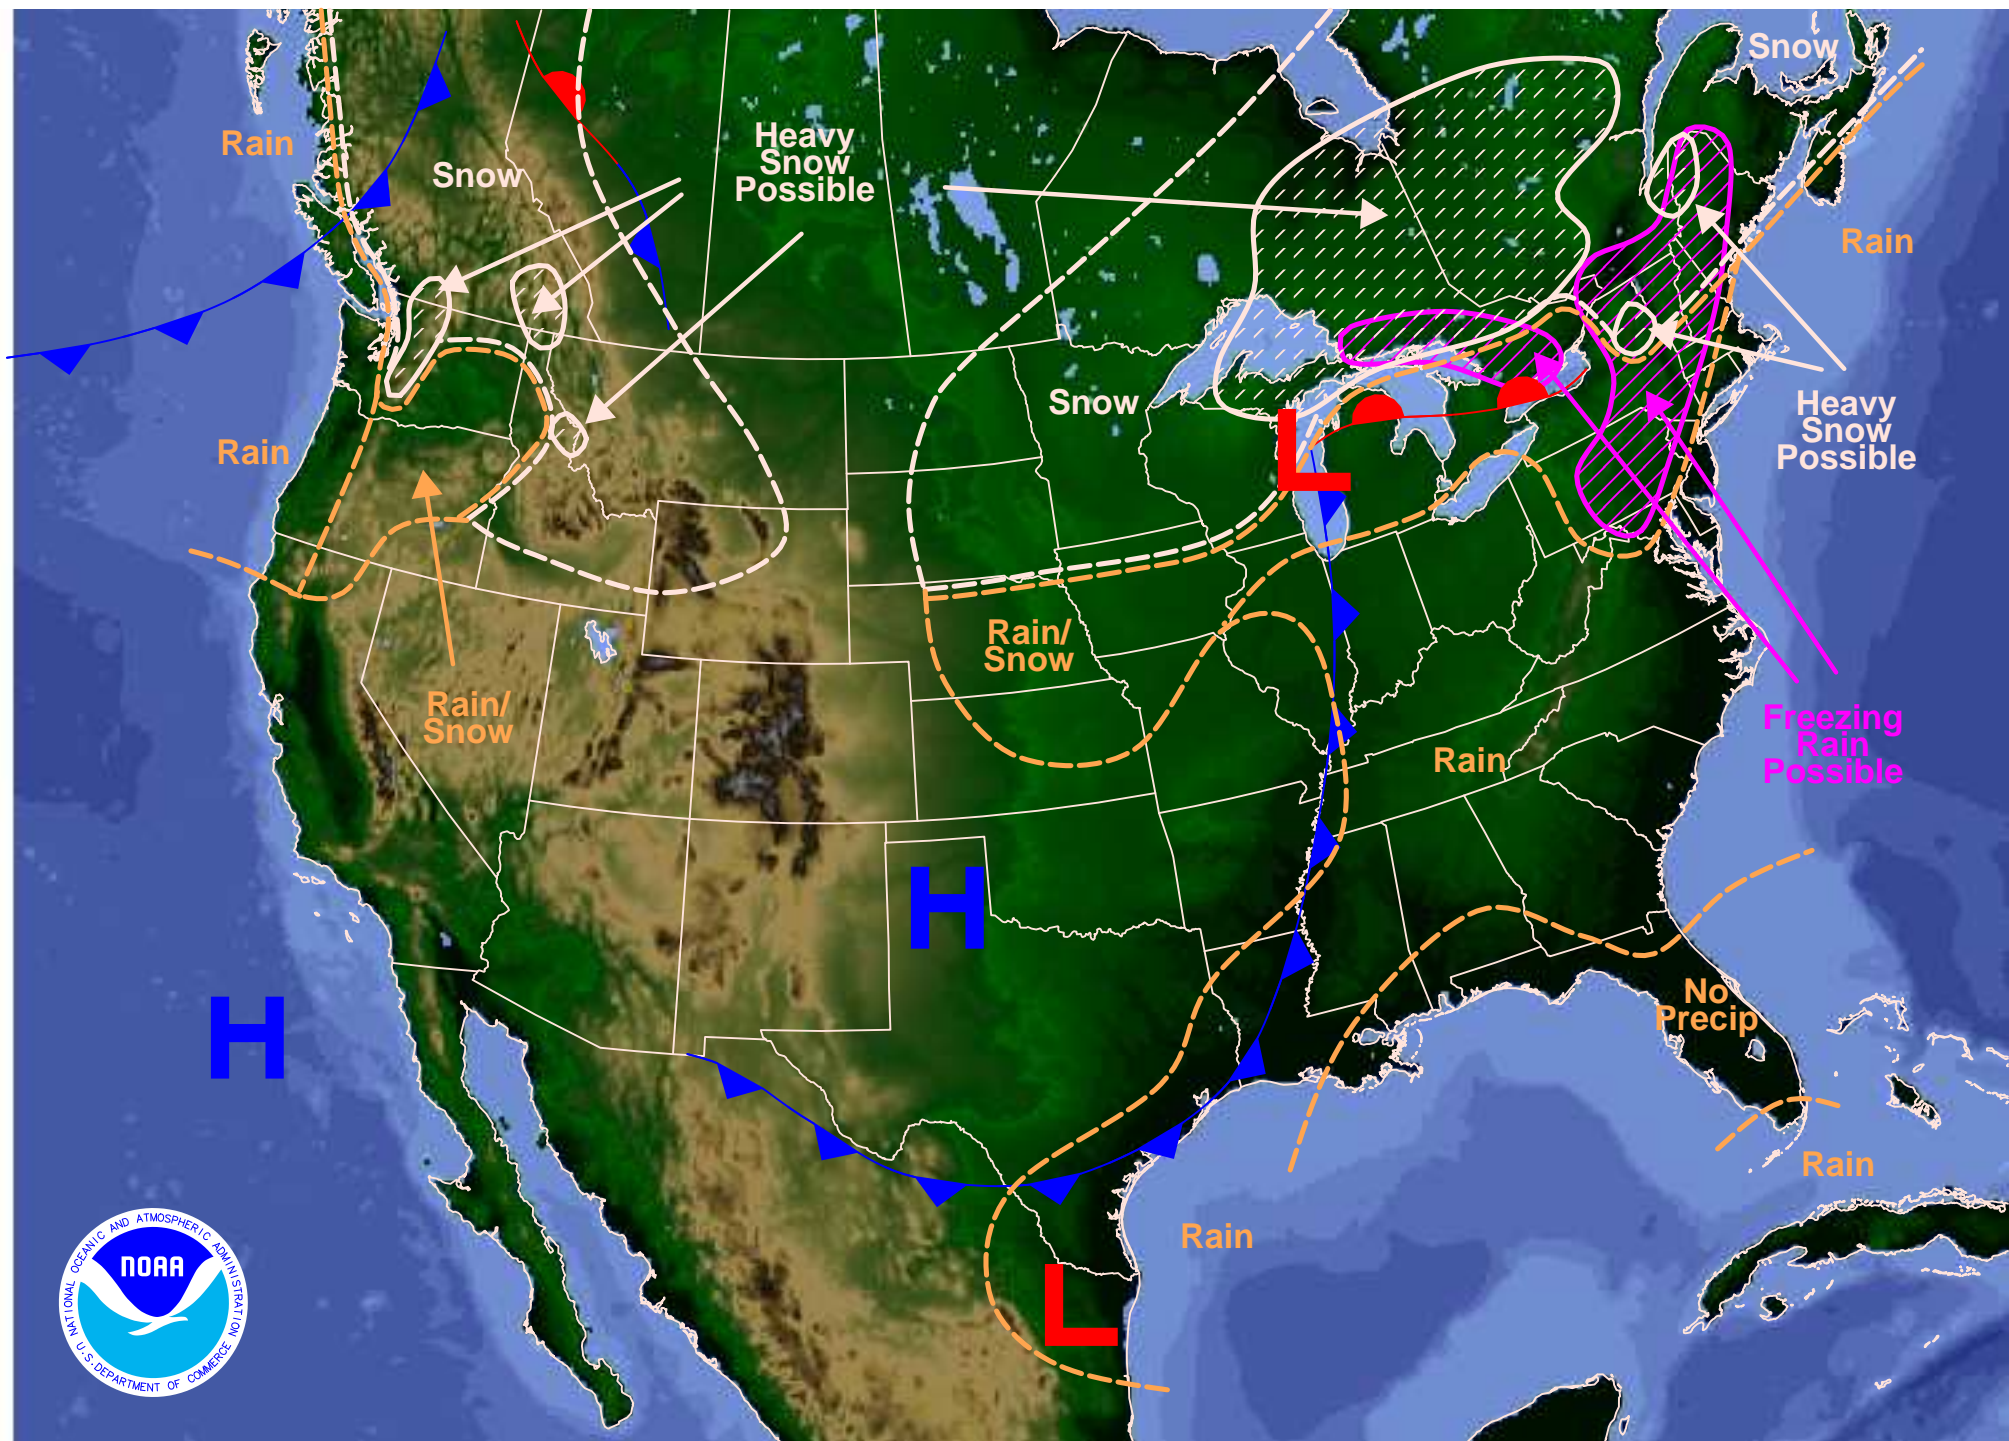 Snow
Rain
Heavy
Snow
Possible
Snow
Rain
Snow
Heavy
Snow
Possible
Rain
Rain/
Snow
Rain/
Snow
Freezing
Rain
Possible
Rain
H
L
No
Precip
H
Rain
Rain
L
NATIONAL OCEANIC AND ATMOSPHERIC ADMINISTRATION
NOAA
U.S. DEPARTMENT OF COMMERCE